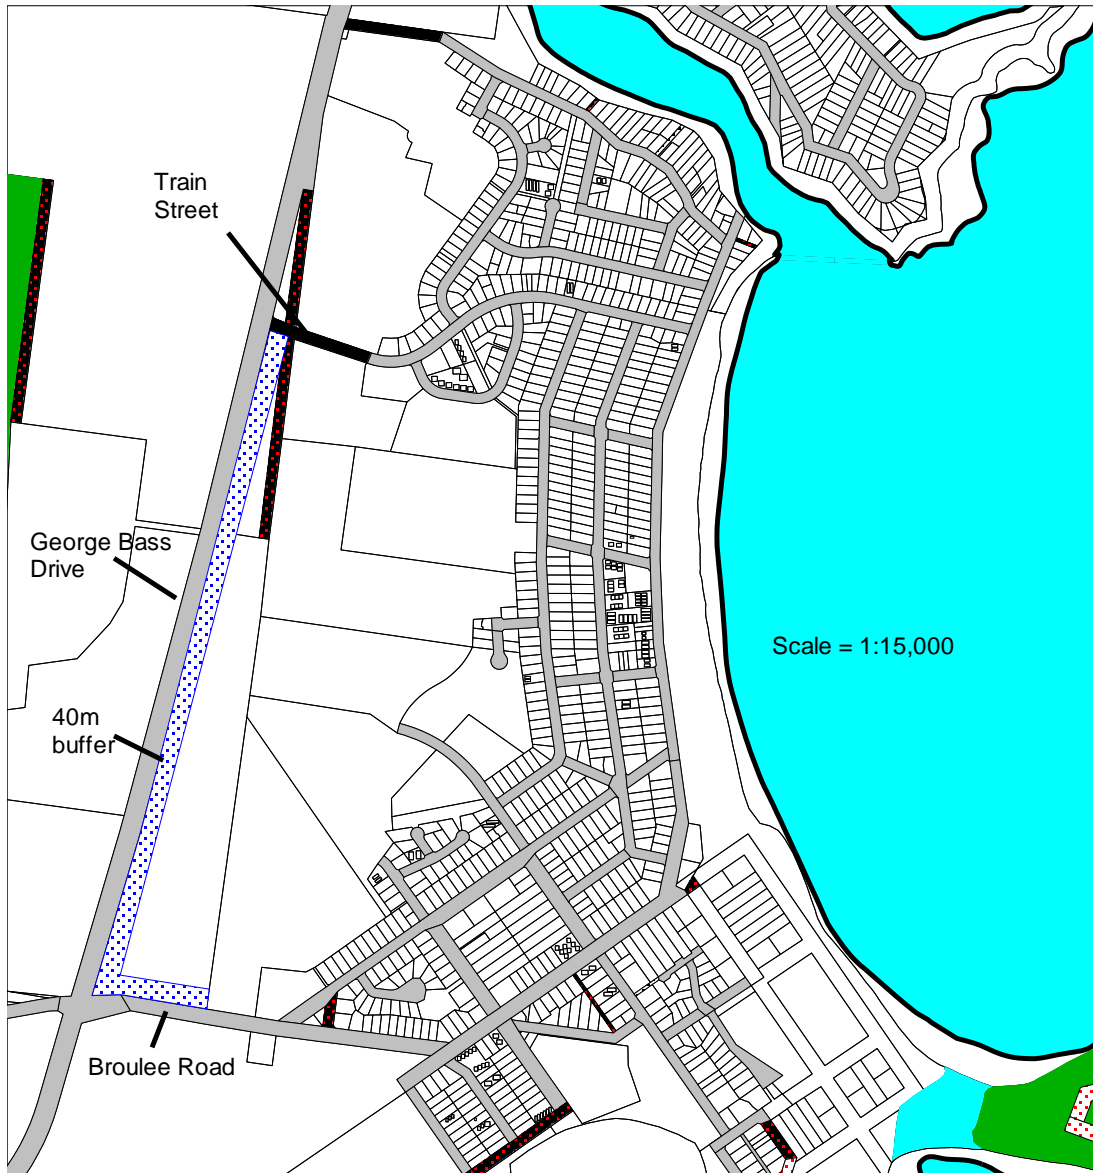 Train
Street
George Bass
Drive
Scale = 1:15,000
40m
buffer
Broulee Road